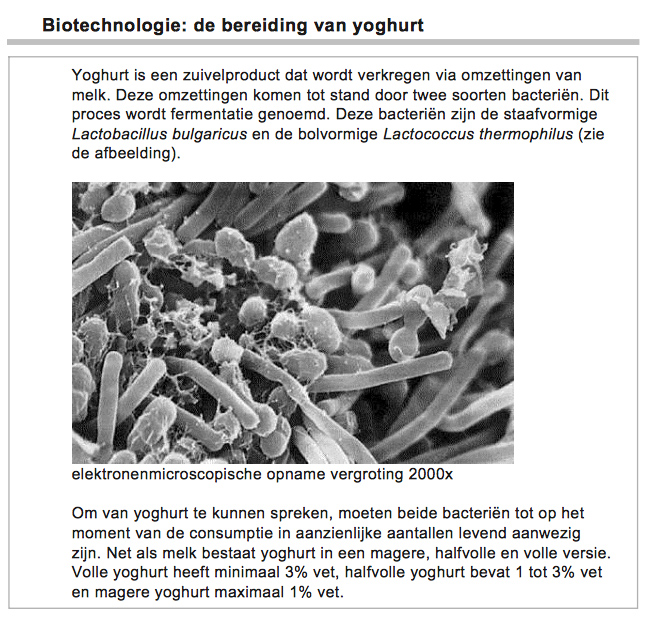 Biotechnologie: de bereiding van yoghurt
Yoghurt is een zuivelproduct dat wordt verkregen via omzettingen van
melk. Deze omzettingen komen tot stand door twee soorten bacteriën. Dit
proces wordt fermentatie genoemd. Deze bacteriën zijn de staafvormige
Lactobacillus bulgaricus en de bolvormige Lactococcus thermophilus (zie
de afbeelding).
elektronenmicroscopische opname vergroting 2000x
Om van yoghurt te kunnen spreken, moeten beide bacteriën tot op het
moment van de consumptie in aanzienlijke aantallen levend aanwezig
zijn. Net als melk bestaat yoghurt in een magere, halfvolle en volle versie.
Volle yoghurt heeft minimaal 3% vet, halfvolle yoghurt bevat 1 tot 3% vet
en magere yoghurt maximaal 1% vet.